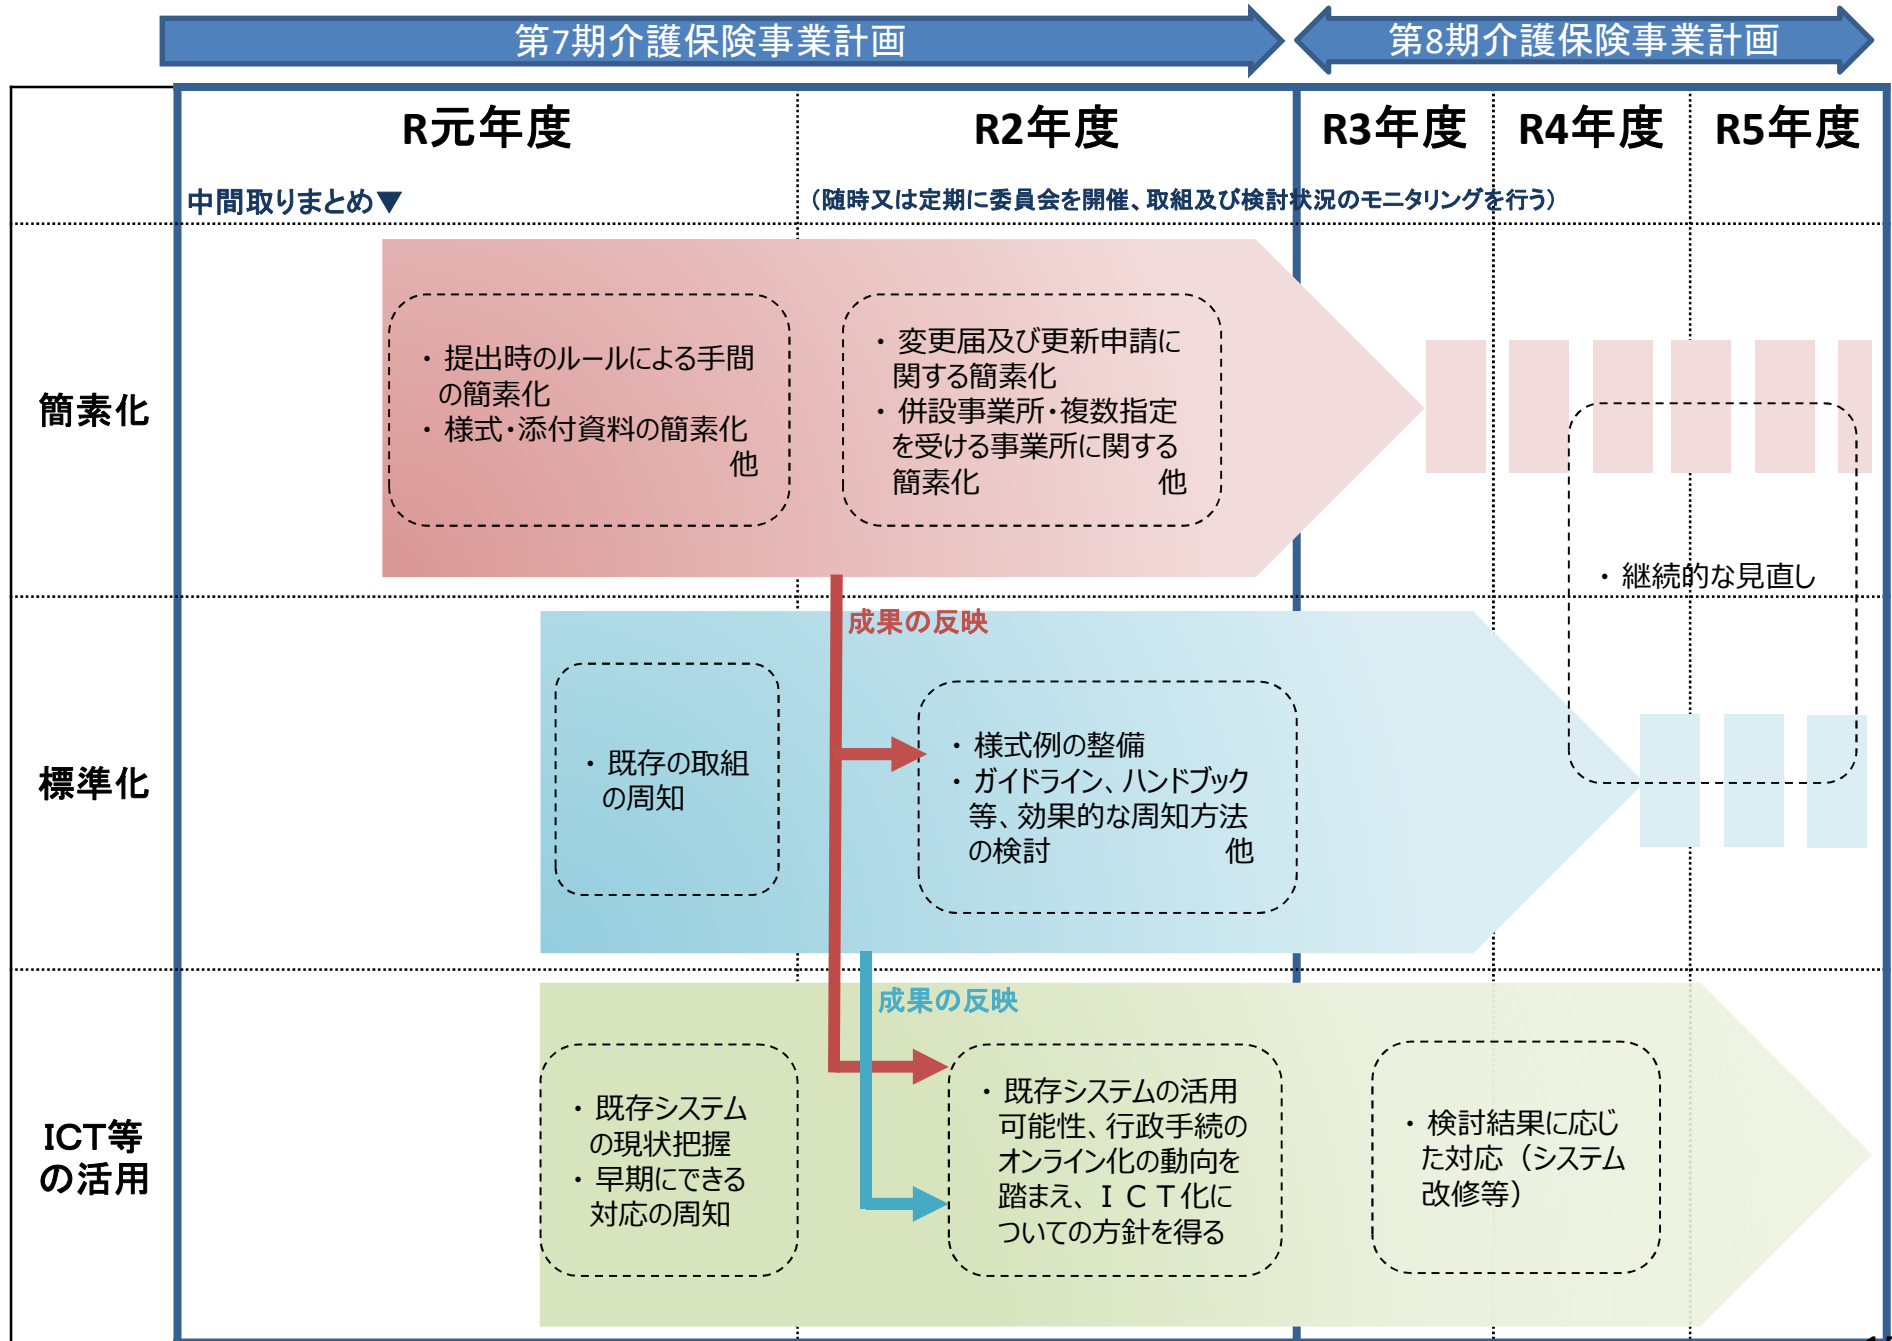 第7期介護保険事業計画
第8期介護保険事業計画
R元年度
R2年度
R3年度
R4年度
R5年度
中間取りまとめ▼
（随時又は定期に委員会を開催、取組及び検討状況のモニタリングを行う）
簡素化
・提出時のルールによる手間
の簡素化
・様式・添付資料の簡素化
他
・変更届及び更新申請に
関する簡素化
・併設事業所・複数指定
を受ける事業所に関する
簡素化 他
・継続的な見直し
成果の反映
標準化
・既存の取組
の周知
・様式例の整備
・ガイドライン、ハンドブック
等、効果的な周知方法
の検討 他
成果の反映
ICT等
の活用
・既存システム
の現状把握
・早期にできる
対応の周知
・既存システムの活用
可能性、行政手続の
オンライン化の動向を
踏まえ、ＩＣＴ化に
ついての方針を得る
・検討結果に応じ
た対応（システム
改修等）